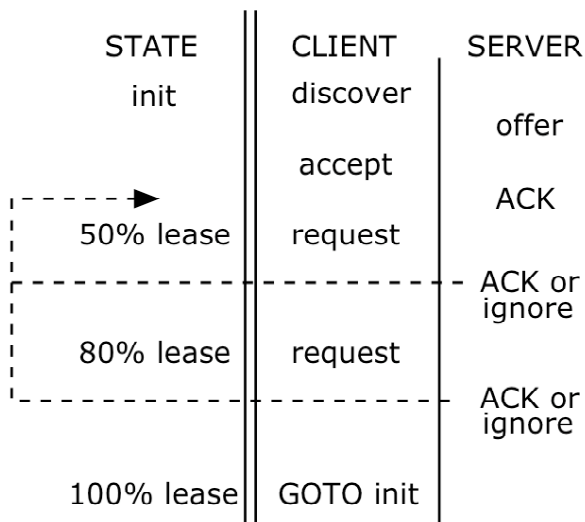 STATE CLIENT SERVER
init discover
offer
accept
ACK
50% lease request
ACK or
ignore
80% lease request
ACK or
ignore
100% lease GOTO init